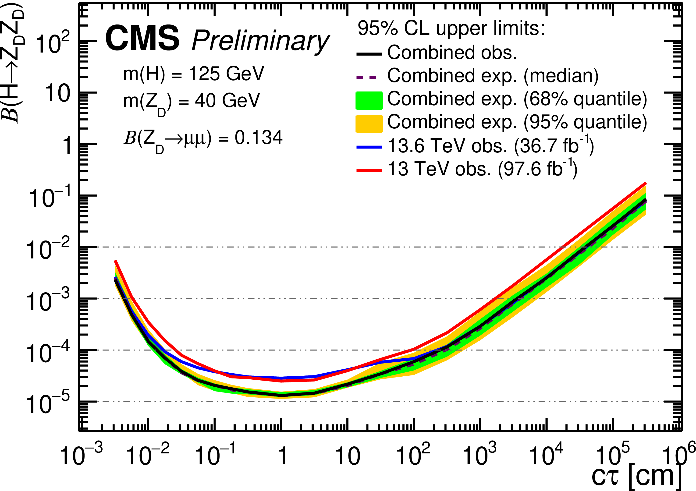 CMS Preliminary
m(H) = 125 GeV
m(Z_D) = 40 GeV
B(Z_D→μμ) = 0.134
95% CL upper limits:
Combined obs.
Combined exp. (median)
Combined exp. (68% quantile)
Combined exp. (95% quantile)
13.6 TeV obs. (36.7 fb⁻¹)
13 TeV obs. (97.6 fb⁻¹)
B(H→Z_D Z_D)
10²
10
1
10⁻¹
10⁻²
10⁻³
10⁻⁴
10⁻⁵
10⁻³ 10⁻² 10⁻¹ 1 10 10² 10³ 10⁴ 10⁵ 10⁶
cτ [cm]